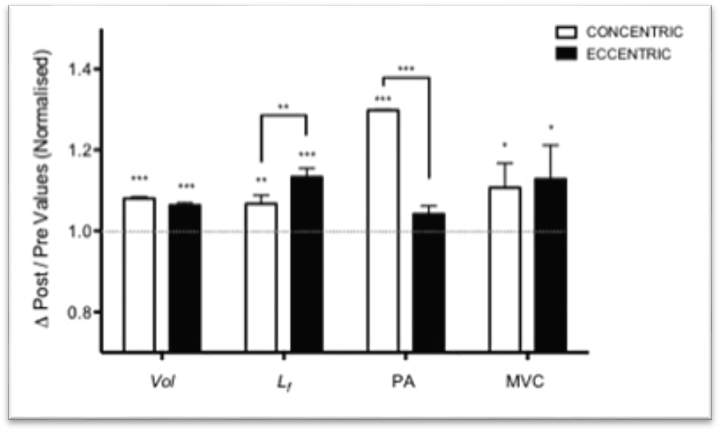 CONCENTRIC
ECCENTRIC
Δ Post / Pre Values (Normalised)
1.4
1.2
1.0
0.8
*** *** ** *** ** *** *** * *
Vol Lf PA MVC